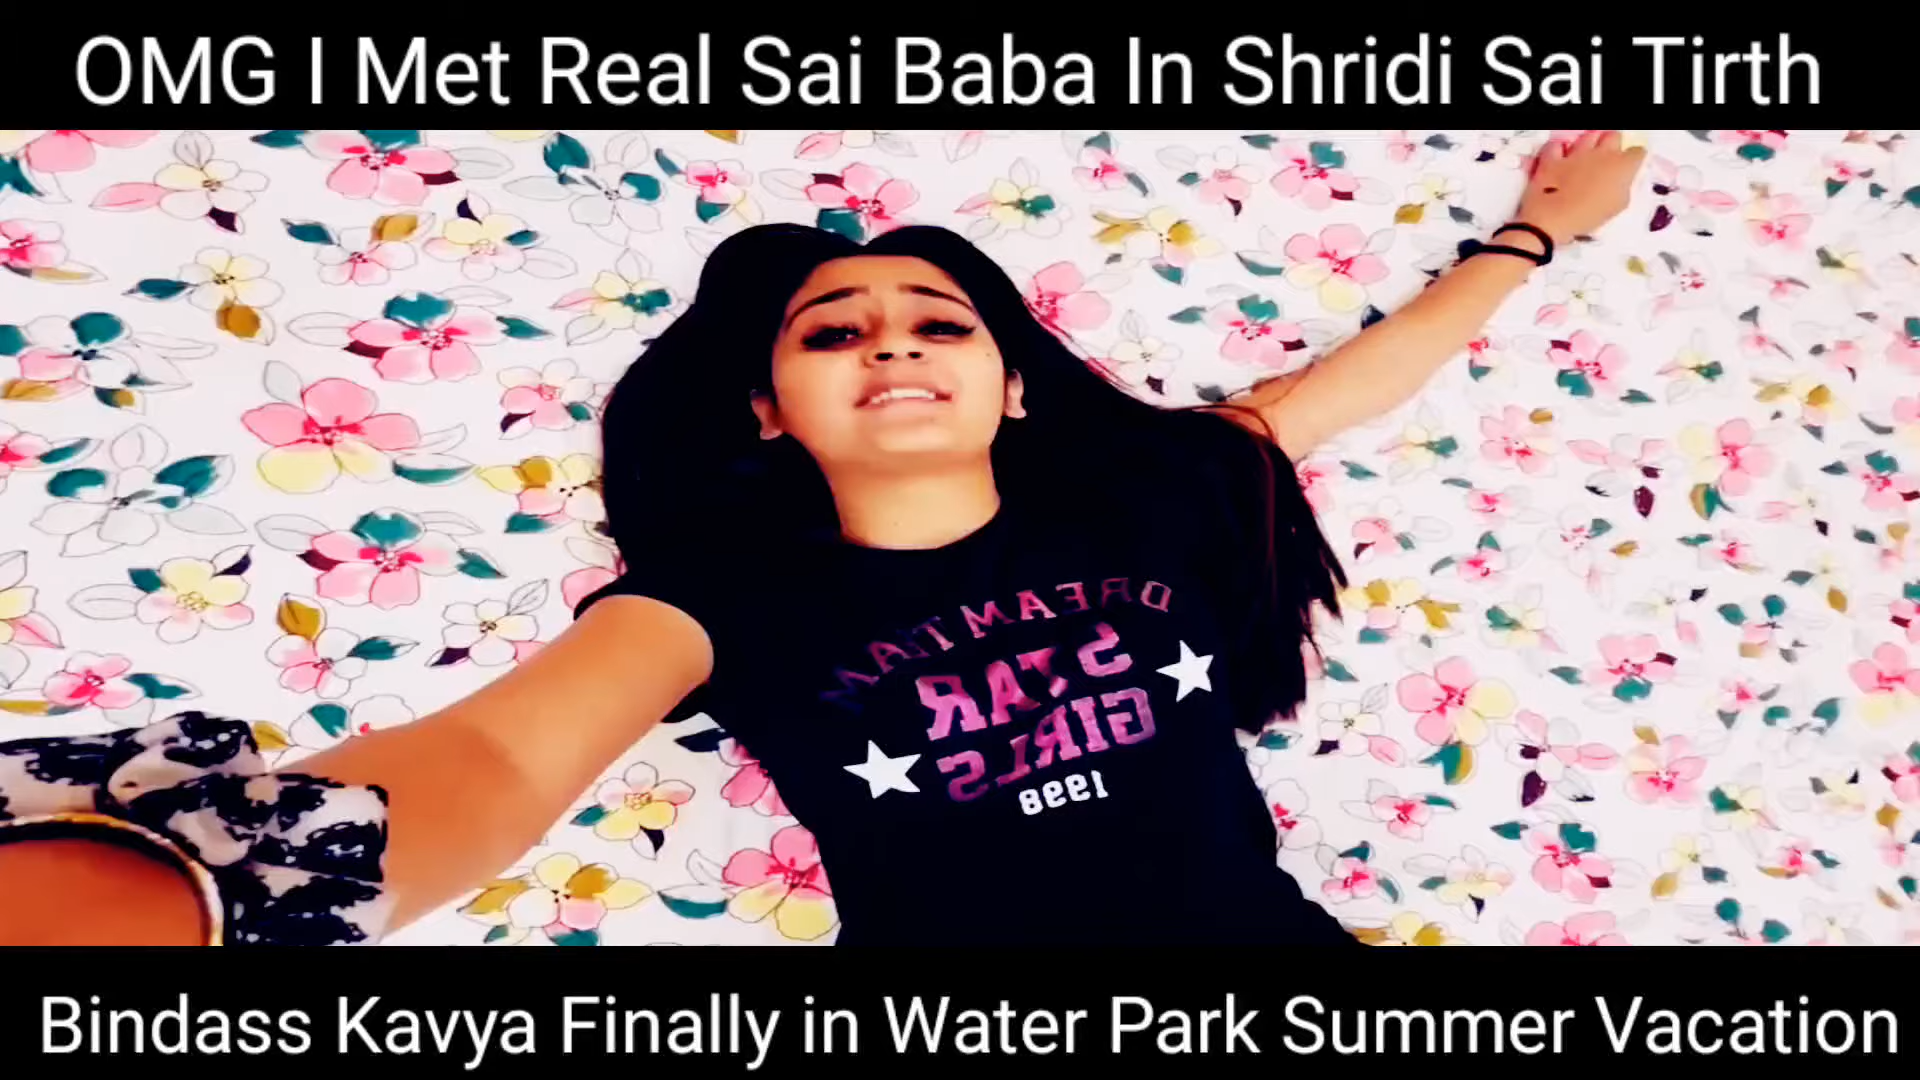 OMG I Met Real Sai Baba In Shridi Sai Tirth
DREAM TEAM
STAR
GIRLS
1998
Bindass Kavya Finally in Water Park Summer Vacation